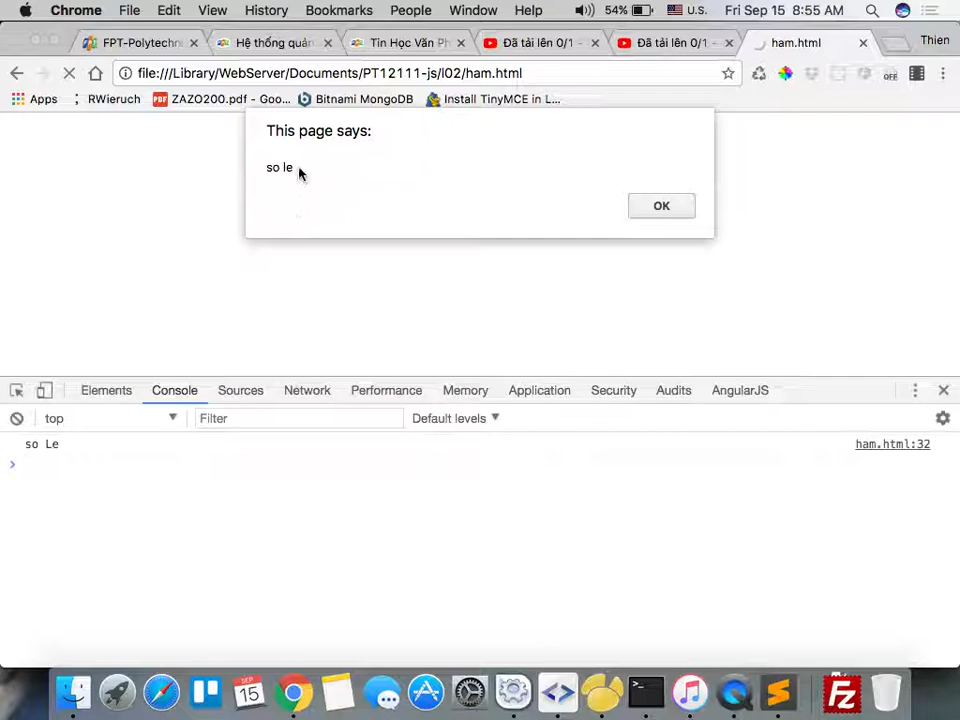 Chrome File Edit View History Bookmarks People Window Help 54% U.S. Fri Sep 15 8:55 AM
FPT-Polytechn Hệ thống quản Tin Học Văn Ph Đã tải lên 0/1 - Đã tải lên 0/1 - ham.html Thien
file:///Library/WebServer/Documents/PT12111-js/l02/ham.html OFF
Apps RWieruch PDF ZAZO200.pdf - Goo... Bitnami MongoDB Install TinyMCE in L...
This page says:
so le
OK
Elements Console Sources Network Performance Memory Application Security Audits AngularJS
top Filter Default levels
so Le ham.html:32
SEP
15